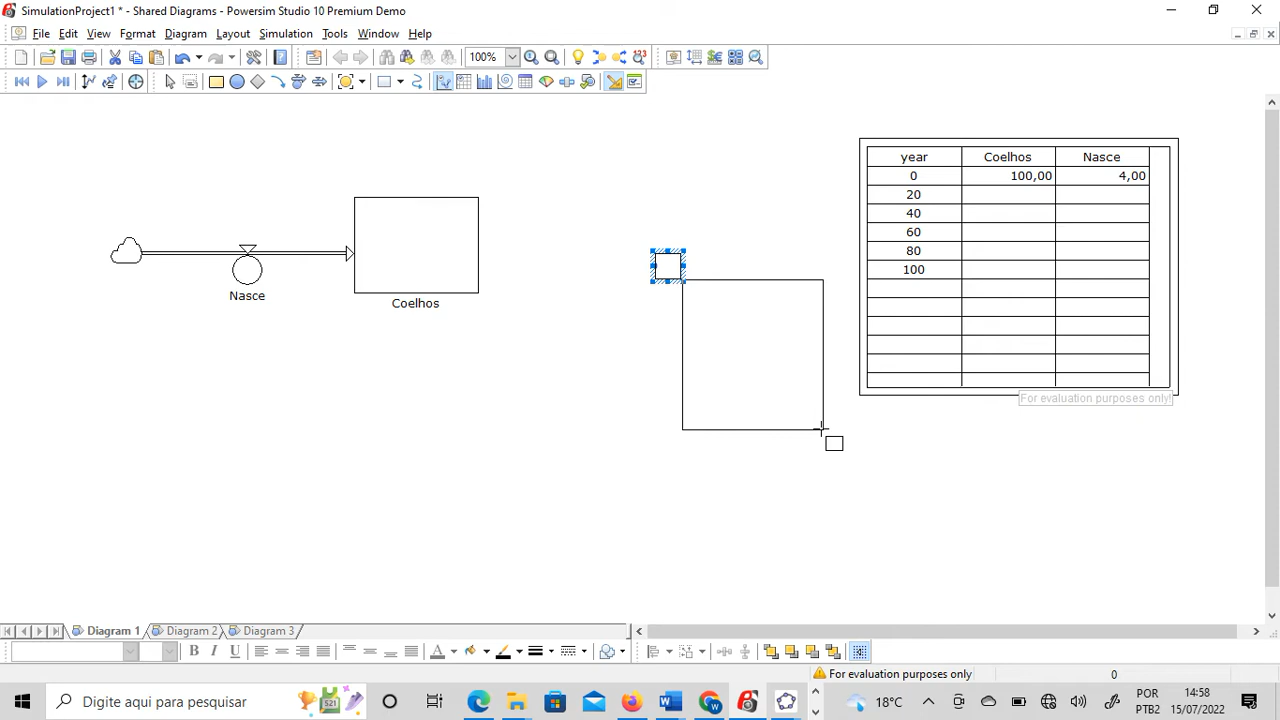 SimulationProject1 * - Shared Diagrams - Powersim Studio 10 Premium Demo
File Edit View Format Diagram Layout Simulation Tools Window Help
100%
year Coelhos Nasce
0 100,00 4,00
20
40
60
80
100
For evaluation purposes only!
Nasce
Coelhos
Diagram 1 Diagram 2 Diagram 3
B I U A
For evaluation purposes only 0
Digite aqui para pesquisar 521 18°C POR PTB2 14:58 15/07/2022